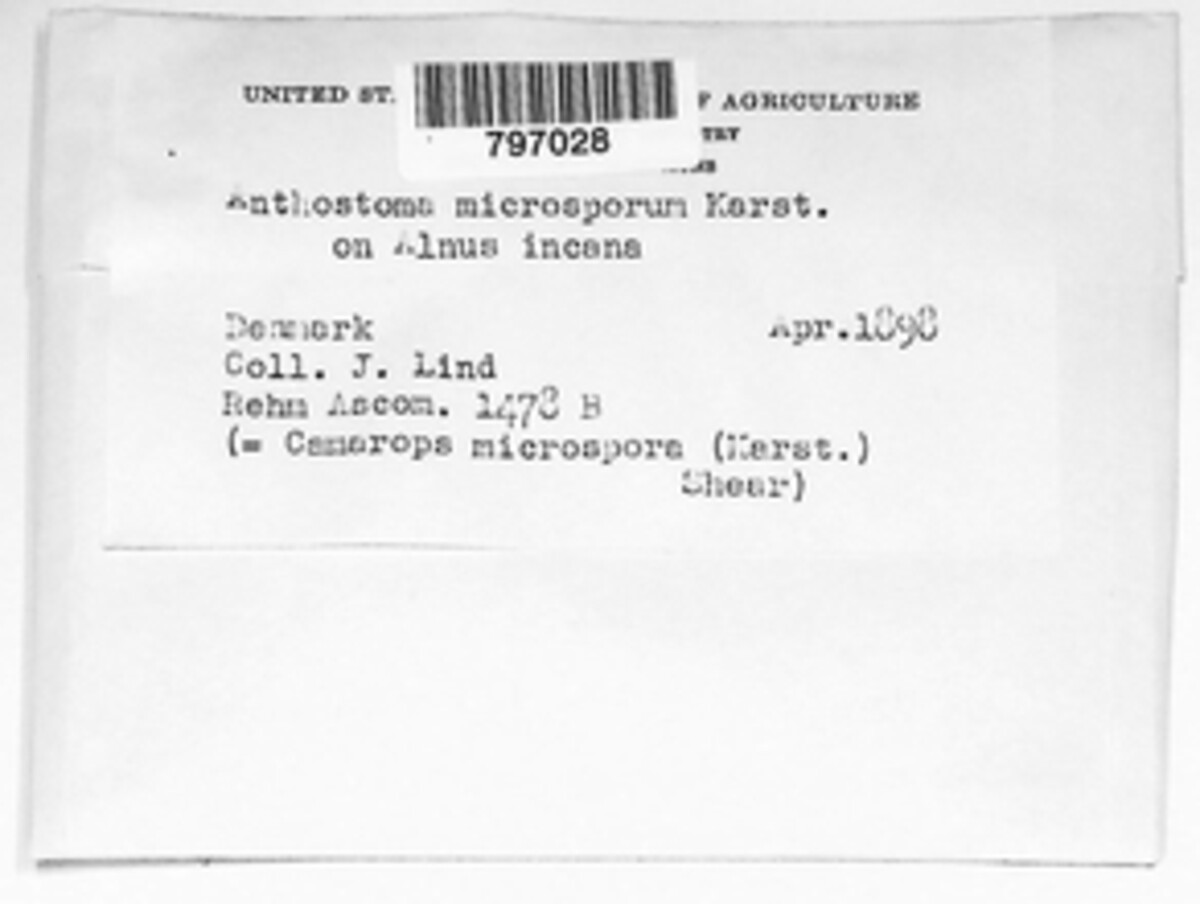 UNITED ST. F AGRICULTURE
797028
TRY
Anthostoma microsporum Karst.
on Alnus incana
Denmark Apr.1898
Coll. J. Lind
Rehm Ascom. 1478 B
(= Camarops microspora (Karst.)
Shear)